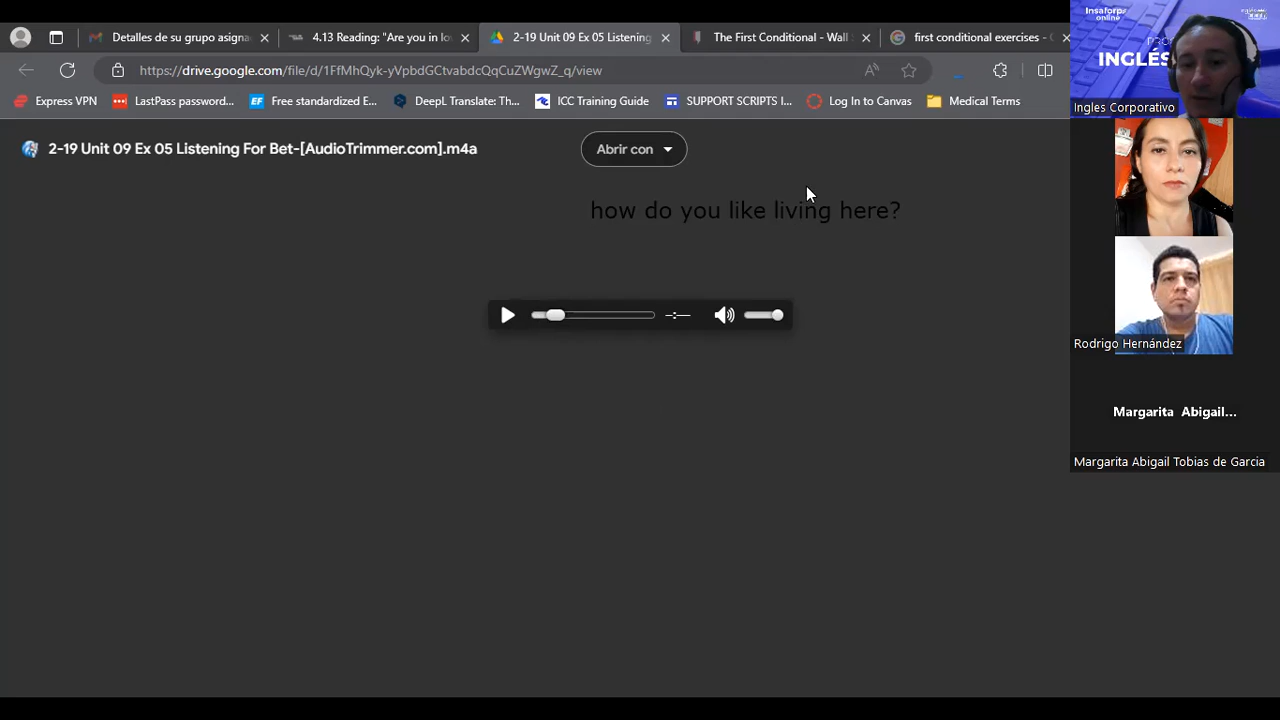 Detalles de su grupo asigna
4.13 Reading: "Are you in lo
2-19 Unit 09 Ex 05 Listening
The First Conditional - Wall
first conditional exercises -
https://drive.google.com/file/d/1FfMhQyk-yVpbdGCtvaBhcQqCuZWgwZ_q/view
Express VPN
LastPass password...
Free standardized E...
DeepL Translate: Th...
ICC Training Guide
SUPPORT SCRIPTS I...
Log In to Canvas
Medical Terms
2-19 Unit 09 Ex 05 Listening For Bet-[AudioTrimmer.com].m4a
Abrir con
how do you like living here?
-:--
Insaforp
online
INGLÉS
Ingles Corporativo
Rodrigo Hernández
Margarita Abigail...
Margarita Abigail Tobias de Garcia